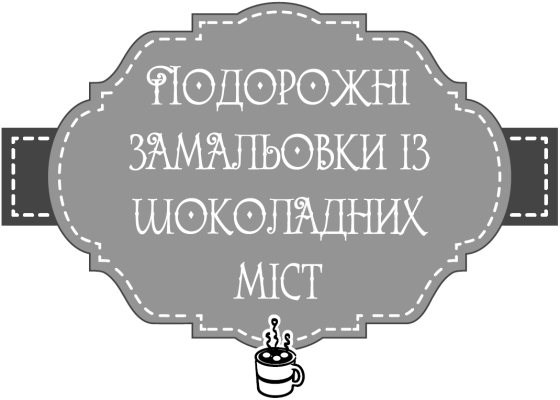 Подорожні
замальовки із
шоколадних
міст